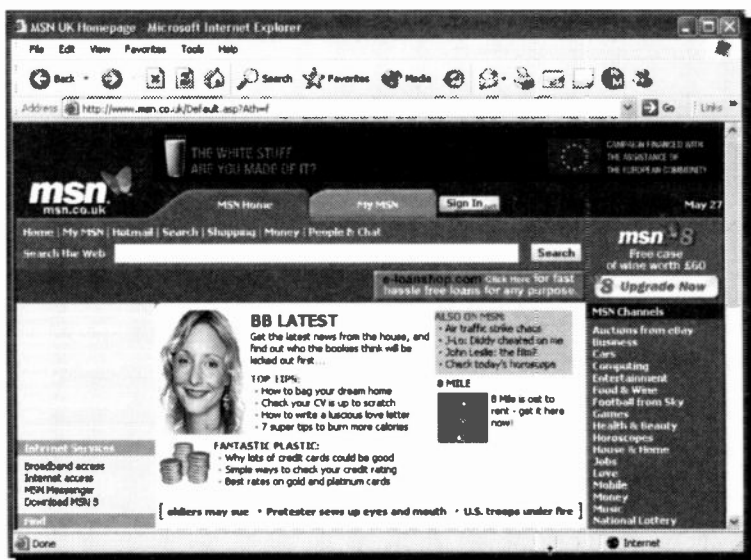 MSN UK Homepage - Microsoft Internet Explorer
File Edit View Favorites Tools Help
Back Search Favorites Media
Address http://www.msn.co.uk/Default.asp?Ath=f Go Links
THE WHITE STUFF
ARE YOU MADE OF IT?
CAMPAIGN FINANCED WITH
THE ASSISTANCE OF
THE EUROPEAN COMMUNITY
msn
msn.co.uk
MSN Home My MSN Sign In May 27
Home | My MSN | Hotmail | Search | Shopping | Money | People & Chat
Search the Web Search
e-loanshop.com Click Here for fast
hassle free loans for any purpose.
msn 8
Free case
of wine worth £60
8 Upgrade Now
BB LATEST
Get the latest news from the house, and
find out who the bookies think will be
kicked out first...
TOP TIPS:
- How to bag your dream home
- Check your CV is up to scratch
- How to write a luscious love letter
- 7 super tips to burn more calories
FANTASTIC PLASTIC:
- Why lots of credit cards could be good
- Simple ways to check your credit rating
- Best rates on gold and platinum cards
ALSO ON MSN:
- Air traffic strike chaos
- J-Lo: Diddy cheated on me
- John Leslie: the film?
- Check today's horoscope
8 MILE
8 Mile is out to
rent - get it here
now!
MSN Channels
Auctions from eBay
Business
Cars
Computing
Entertainment
Food & Wine
Football from Sky
Games
Health & Beauty
Horoscopes
House & Home
Jobs
Love
Mobile
Money
Music
National Lottery
Internet Services
Broadband access
Internet access
MSN Messenger
Download MSN 8
Find
[ oldiers may sue • Protester sews up eyes and mouth • U.S. troops under fire ]
Done Internet